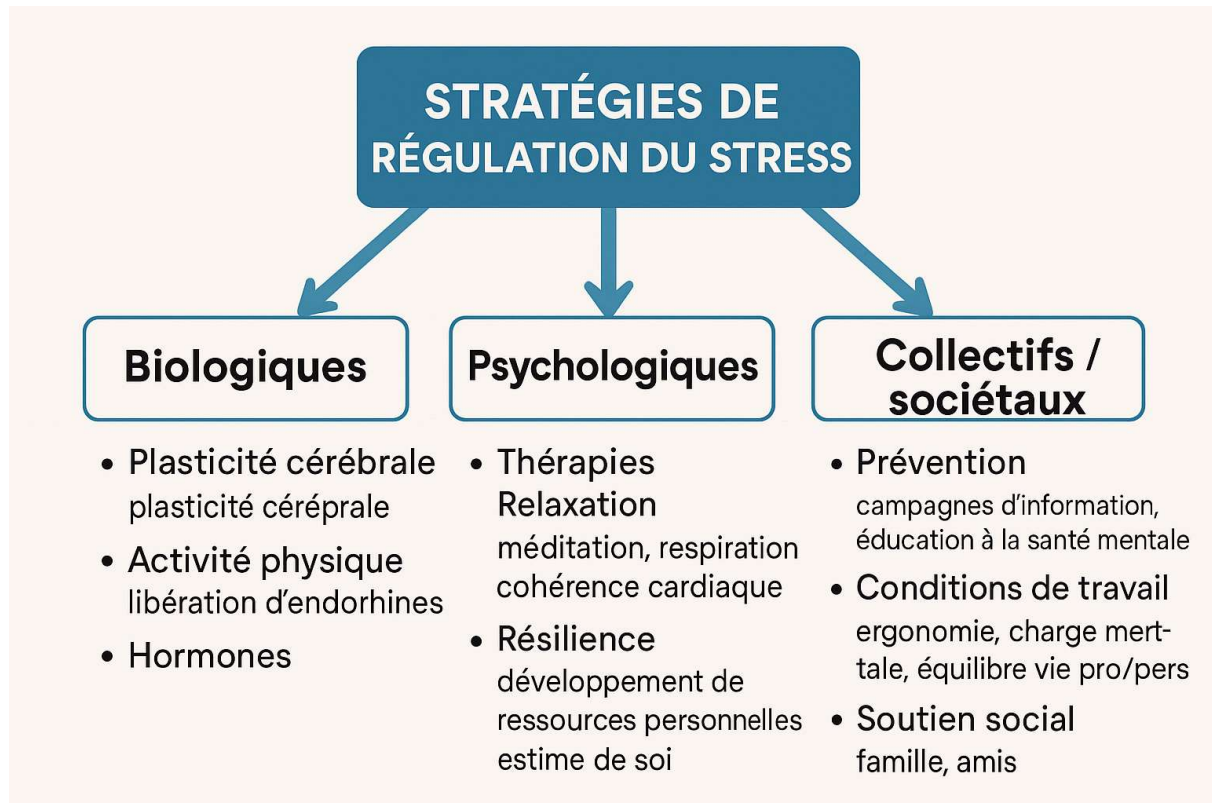 STRATÉGIES DE
RÉGULATION DU STRESS
Biologiques
• Plasticité cérébrale
plasticité céréprale
• Activité physique
libération d'endorhines
• Hormones
Psychologiques
• Thérapies
Relaxation
méditation, respiration
cohérence cardiaque
• Résilience
développement de
ressources personnelles
estime de soi
Collectifs /
sociétaux
• Prévention
campagnes d'information,
éducation à la santé mentale
• Conditions de travail
ergonomie, charge mert-
tale, équilibre vie pro/pers
• Soutien social
famille, amis